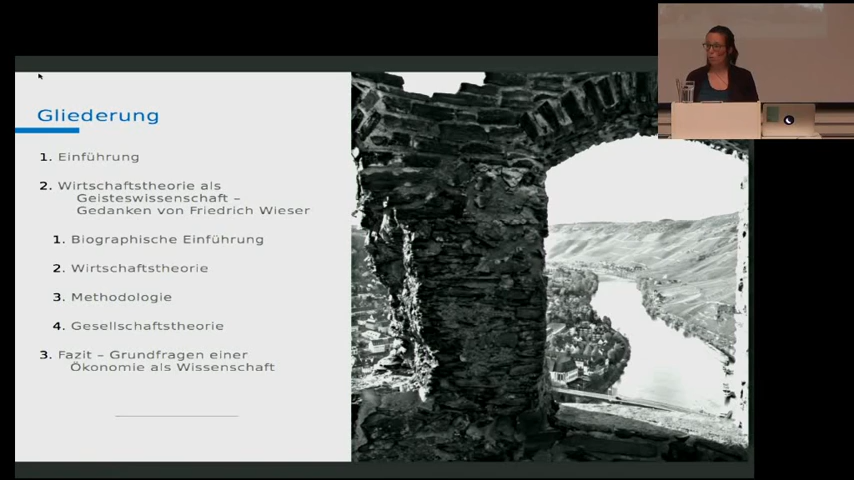 Gliederung
1. Einführung
2. Wirtschaftstheorie als
Geisteswissenschaft –
Gedanken von Friedrich Wieser
1. Biographische Einführung
2. Wirtschaftstheorie
3. Methodologie
4. Gesellschaftstheorie
3. Fazit – Grundfragen einer
Ökonomie als Wissenschaft